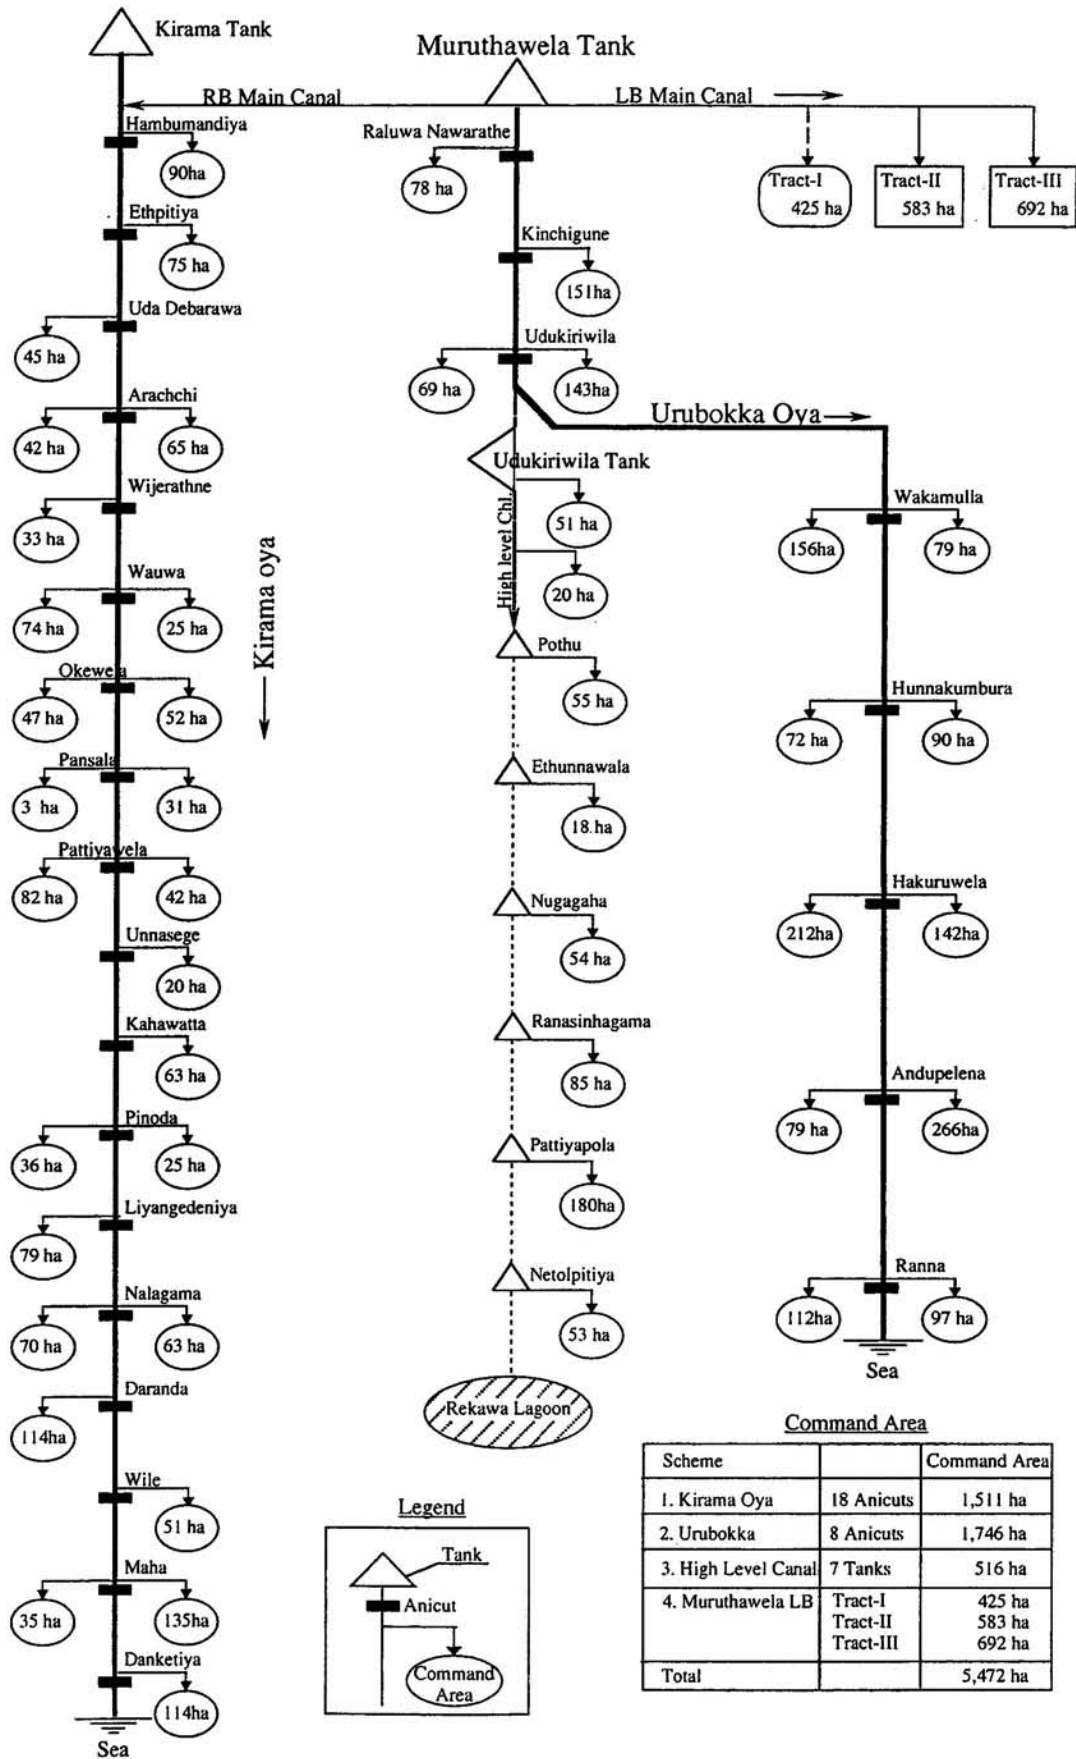 Kirama Tank
Muruthawela Tank
RB Main Canal
LB Main Canal
Hambumandiya
90ha
Ethpitiya
75 ha
Uda Debarawa
45 ha
Arachchi
42 ha
65 ha
Wijerathne
33 ha
Wauwa
74 ha
25 ha
Okewela
47 ha
52 ha
Pansala
3 ha
31 ha
Pattiyawela
82 ha
42 ha
Unnasege
20 ha
Kahawatta
63 ha
Pinoda
36 ha
25 ha
Liyangedeniya
79 ha
Nalagama
70 ha
63 ha
Daranda
114ha
Wile
51 ha
Maha
35 ha
135ha
Danketiya
114ha
Sea
Kirama oya
Raluwa Nawarathe
78 ha
Kinchigune
151ha
Udukiriwila
69 ha
143ha
Urubokka Oya
Udukiriwila Tank
High level Chl.
51 ha
20 ha
Pothu
55 ha
Ethunnawala
18.ha
Nugagaha
54 ha
Ranasinhagama
85 ha
Pattiyapola
180ha
Netolpitiya
53 ha
Rekawa Lagoon
Tract-I
425 ha
Tract-II
583 ha
Tract-III
692 ha
Wakamulla
156ha
79 ha
Hunnakumbura
72 ha
90 ha
Hakuruwela
212ha
142ha
Andupelena
79 ha
266ha
Ranna
112ha
97 ha
Sea
Legend
Tank
Anicut
Command
Area
Command Area
Scheme Command Area
1. Kirama Oya 18 Anicuts 1,511 ha
2. Urubokka 8 Anicuts 1,746 ha
3. High Level Canal 7 Tanks 516 ha
4. Muruthawela LB Tract-I 425 ha
Tract-II 583 ha
Tract-III 692 ha
Total 5,472 ha